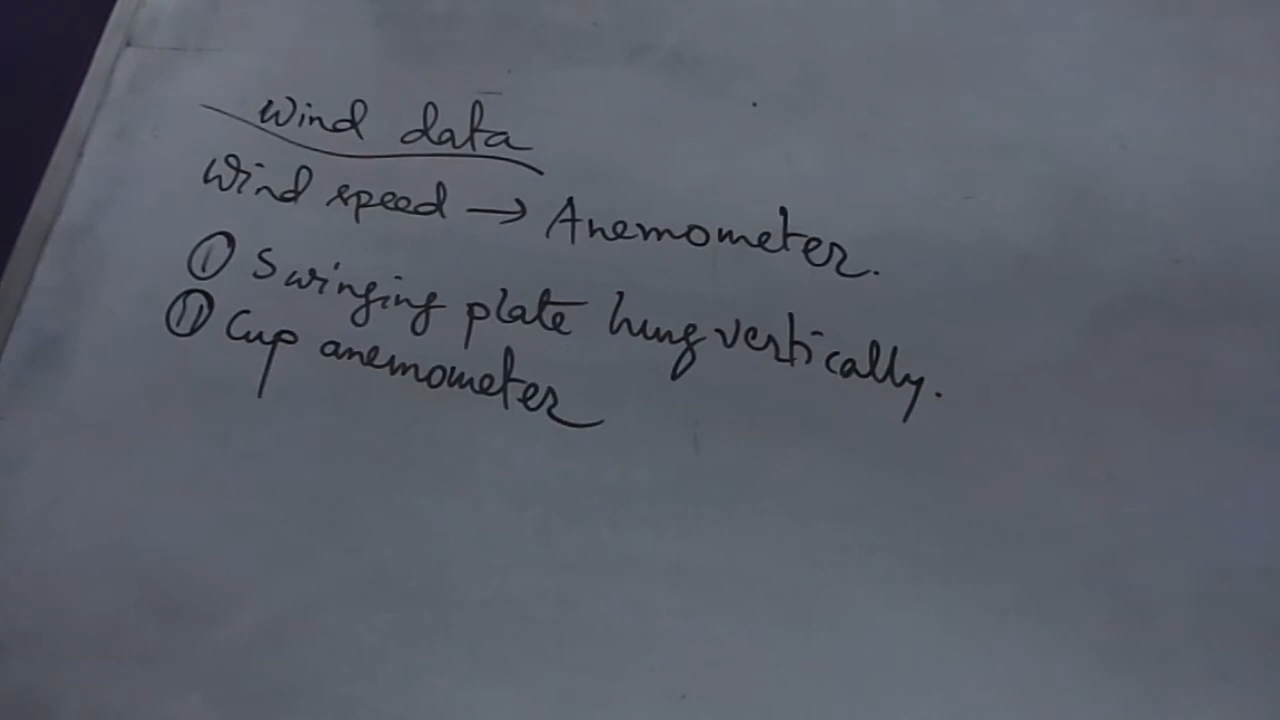 Wind data
Wind speed → Anemometer.
① Swinging plate hung vertically.
⑪ Cup anemometer